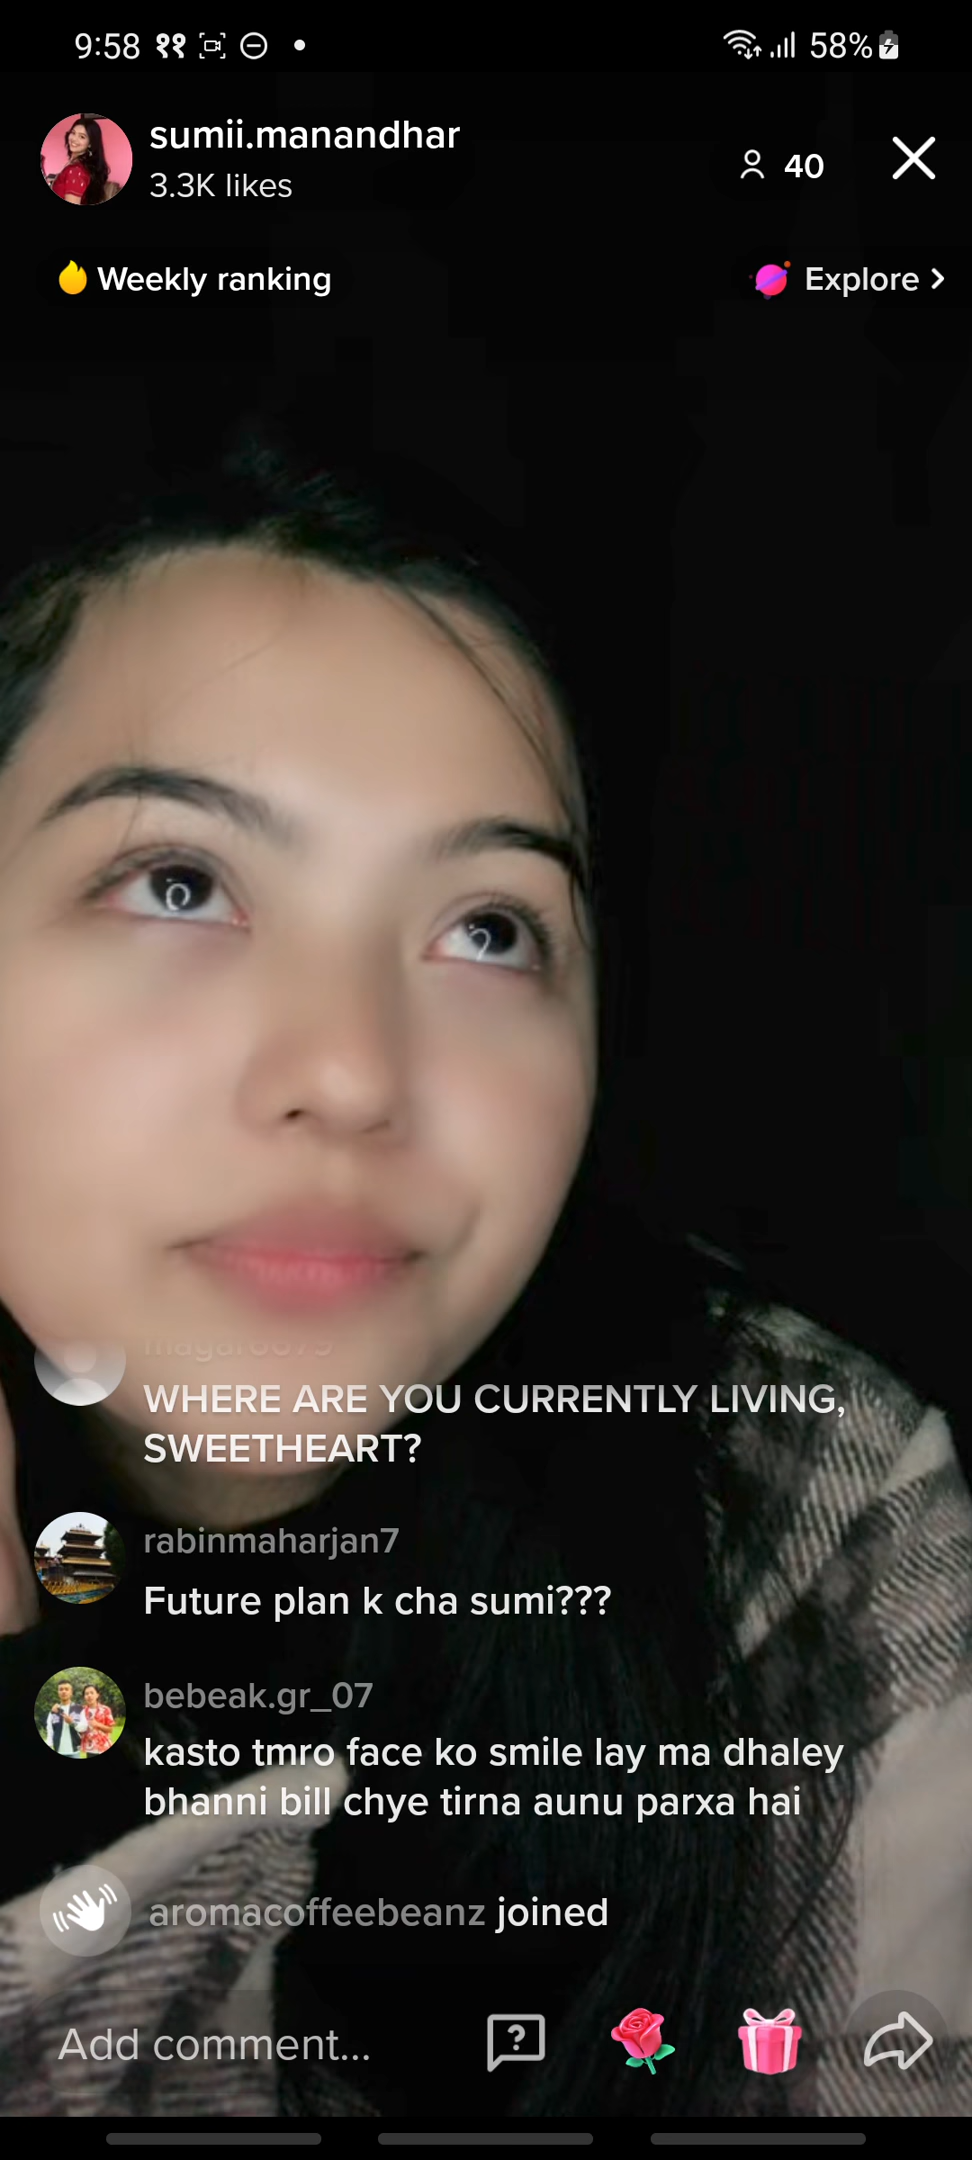 9:58 ११ 58%
sumii.manandhar
3.3K likes
40
Weekly ranking
Explore
WHERE ARE YOU CURRENTLY LIVING,
SWEETHEART?
rabinmaharjan7
Future plan k cha sumi???
bebeak.gr_07
kasto tmro face ko smile lay ma dhaley
bhanni bill chye tirna aunu parxa hai
aromacoffeebeanz joined
Add comment...